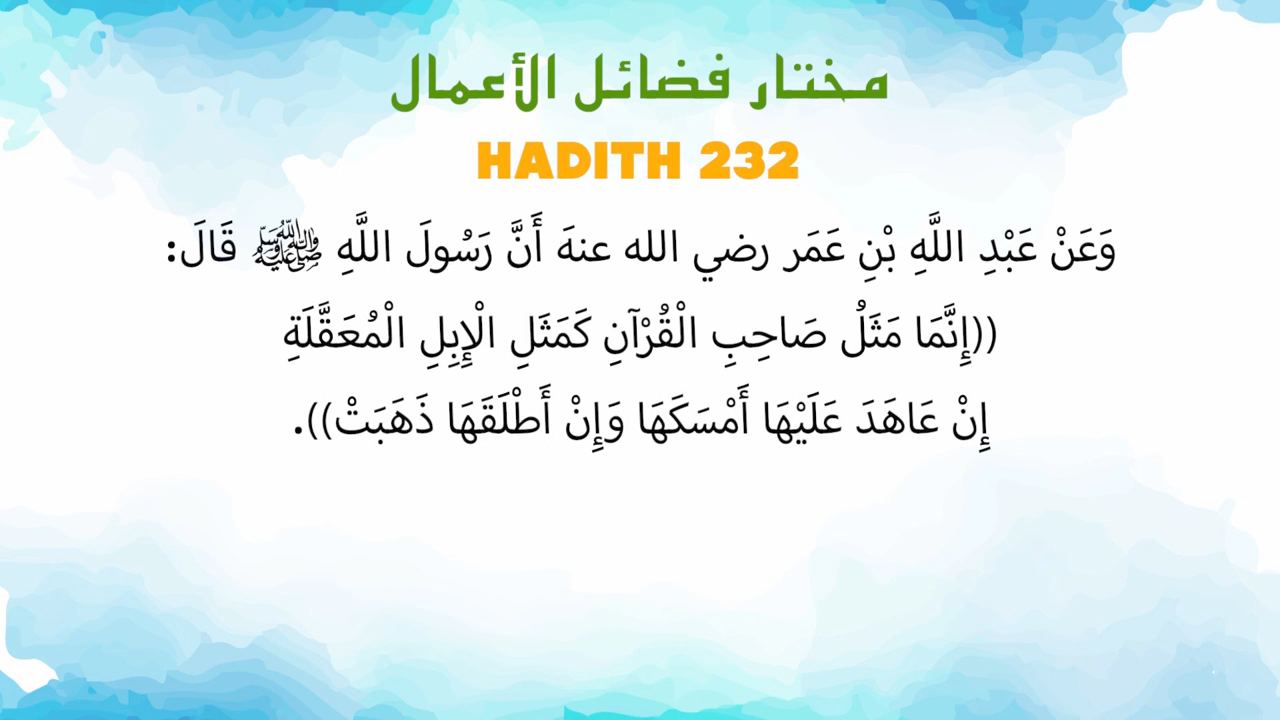 مختار فضائل الأعمال
HADITH 232
وَعَنْ عَبْدِ اللَّهِ بْنِ عَمَر رضي الله عنهَ أَنَّ رَسُولَ اللَّهِ ﷺ قَالَ:
((إِنَّمَا مَثَلُ صَاحِبِ الْقُرْآنِ كَمَثَلِ الْإِبِلِ الْمُعَقَّلَةِ
إِنْ عَاهَدَ عَلَيْهَا أَمْسَكَهَا وَإِنْ أَطْلَقَهَا ذَهَبَتْ)).